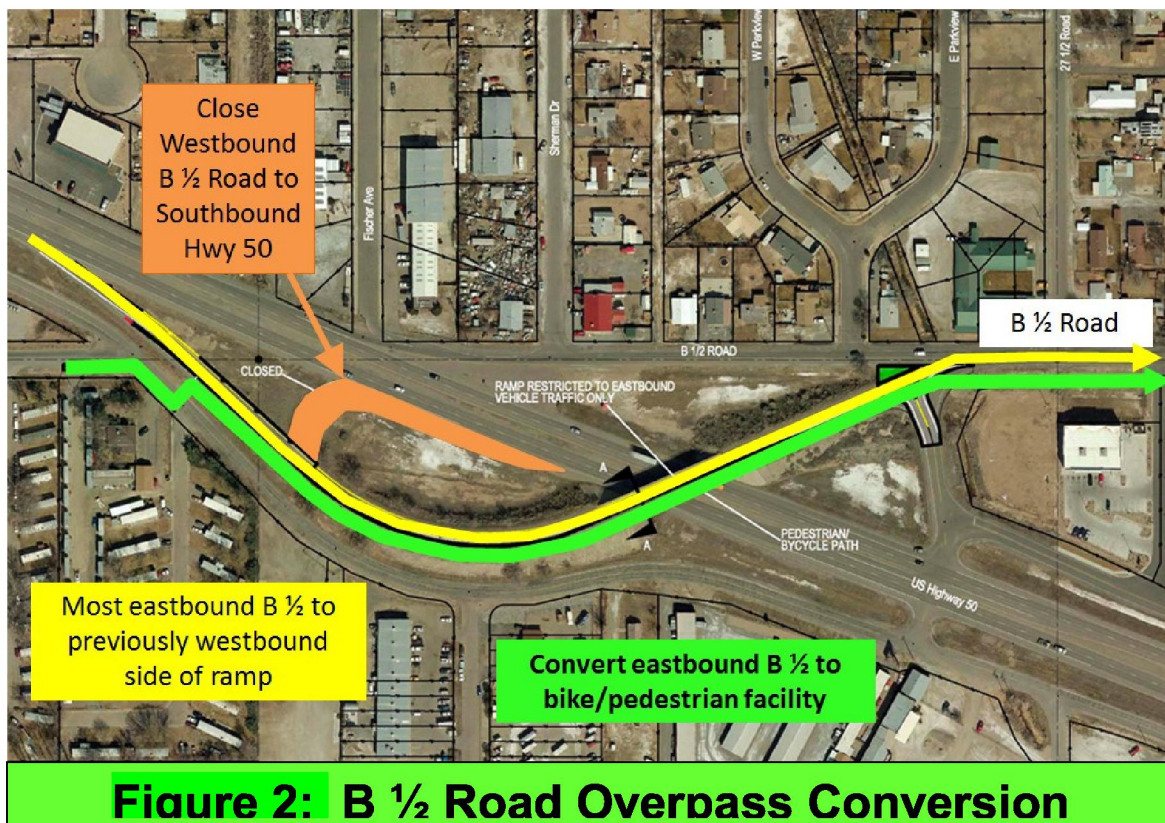 W Parkview
E Parkview
27 1/2 Road
Close
Westbound
B ½ Road to
Southbound
Hwy 50
Fischer Ave
Sherman Dr
B ½ Road
B 1/2 ROAD
CLOSED
RAMP RESTRICTED TO EASTBOUND
VEHICLE TRAFFIC ONLY
A
A
PEDESTRIAN/
BYCYCLE PATH
US Highway 50
Most eastbound B ½ to
previously westbound
side of ramp
Convert eastbound B ½ to
bike/pedestrian facility
Figure 2: B ½ Road Overpass Conversion